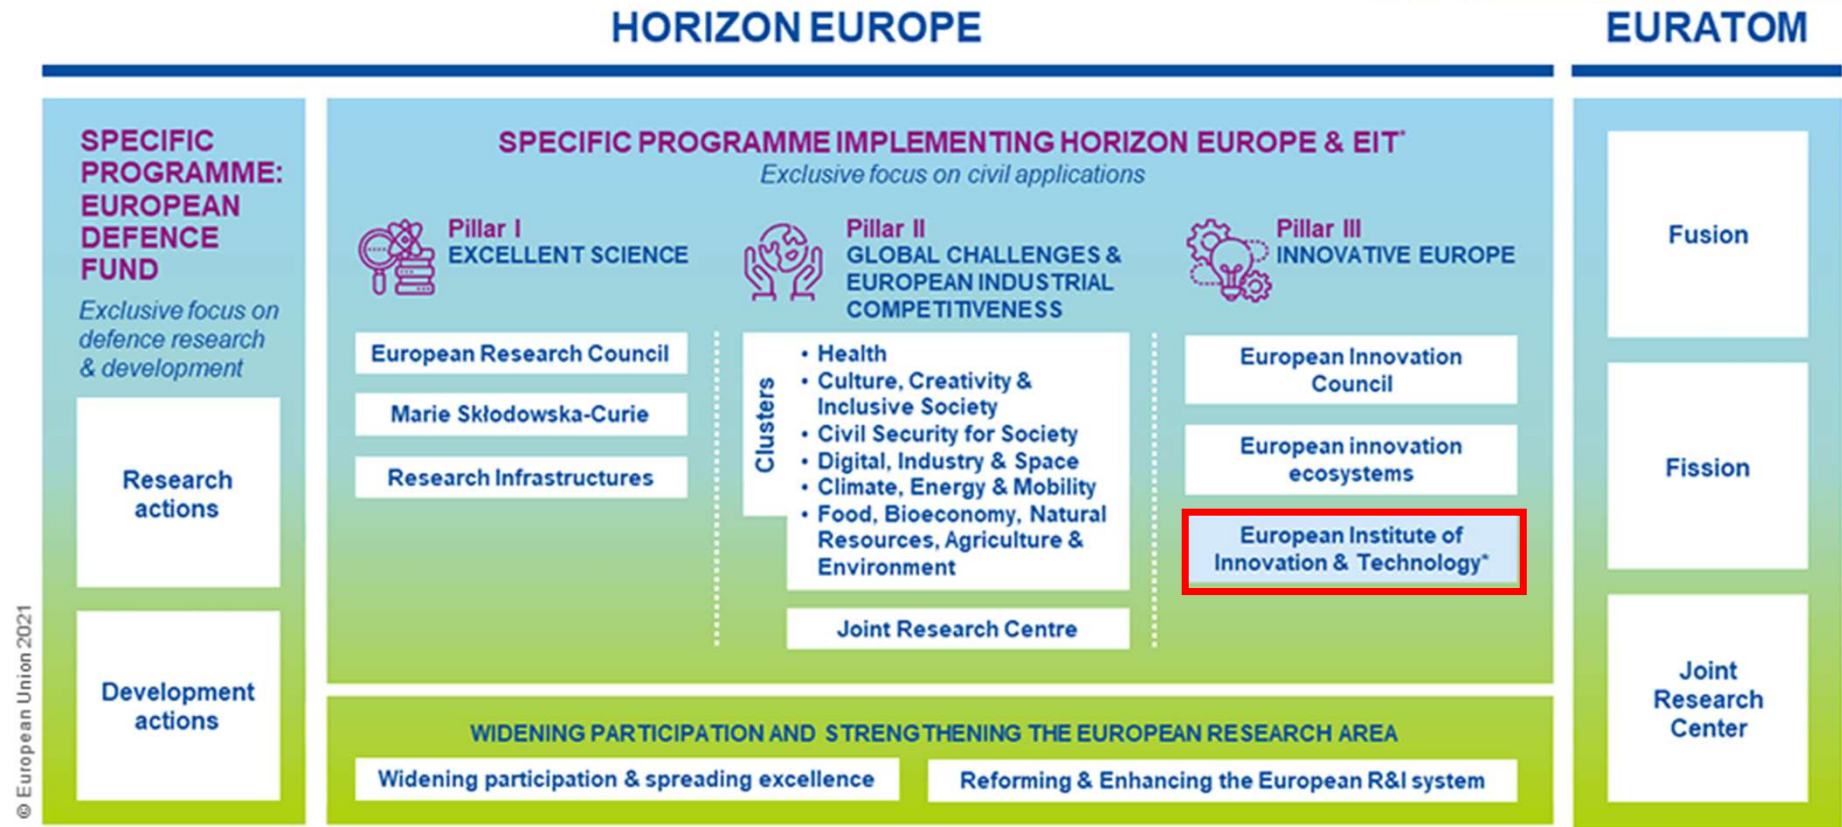 HORIZON EUROPE
EURATOM
SPECIFIC
PROGRAMME:
EUROPEAN
DEFENCE
FUND
Exclusive focus on
defence research
& development
Research
actions
Development
actions
SPECIFIC PROGRAMME IMPLEMENTING HORIZON EUROPE & EIT*
Exclusive focus on civil applications
Pillar I
EXCELLENT SCIENCE
European Research Council
Marie Skłodowska-Curie
Research Infrastructures
Pillar II
GLOBAL CHALLENGES &
EUROPEAN INDUSTRIAL
COMPETITIVENESS
Clusters
• Health
• Culture, Creativity &
Inclusive Society
• Civil Security for Society
• Digital, Industry & Space
• Climate, Energy & Mobility
• Food, Bioeconomy, Natural
Resources, Agriculture &
Environment
Joint Research Centre
Pillar III
INNOVATIVE EUROPE
European Innovation
Council
European innovation
ecosystems
European Institute of
Innovation & Technology*
WIDENING PARTICIPATION AND STRENGTHENING THE EUROPEAN RESEARCH AREA
Widening participation & spreading excellence
Reforming & Enhancing the European R&I system
Fusion
Fission
Joint
Research
Center
© European Union 2021